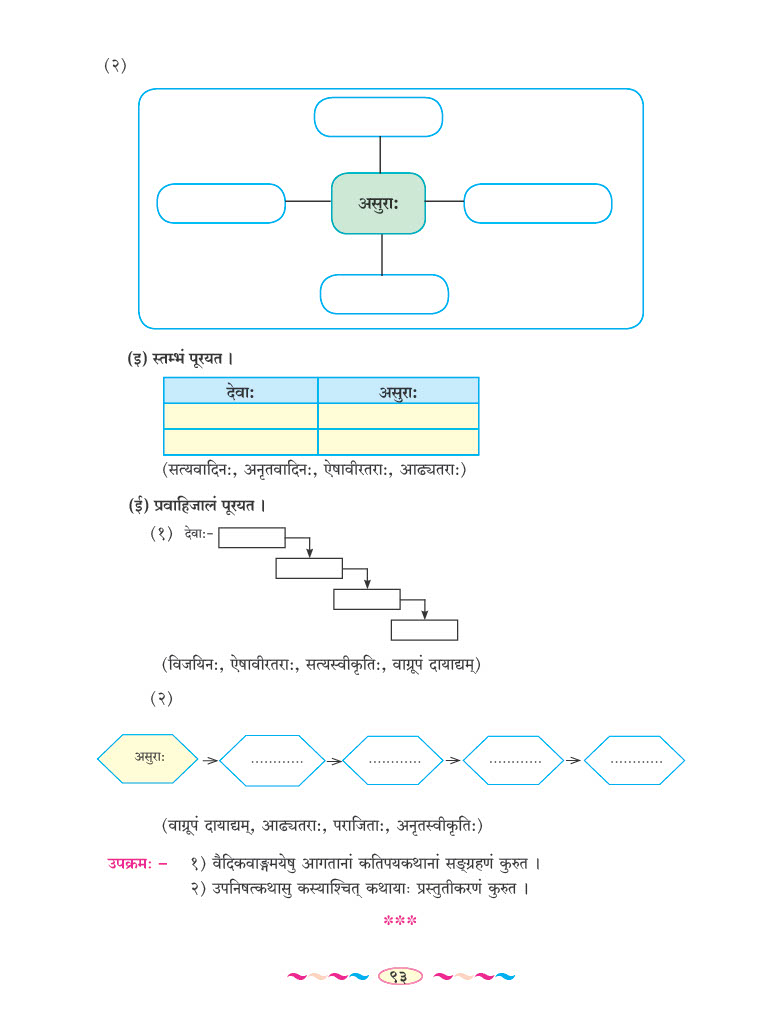 (२)
असुराः
(इ) स्तम्भं पूरयत ।
देवाः असुराः
(सत्यवादिनः, अनृतवादिनः, ऐषावीरतराः, आढ्यतराः)
(ई) प्रवाहिजालं पूरयत ।
(१) देवाः-
(विजयिनः, ऐषावीरतराः, सत्यस्वीकृतिः, वाग्रूपं दायाद्यम्)
(२)
असुराः ............ ............ ............ ............
(वाग्रूपं दायाद्यम्, आढ्यतराः, पराजिताः, अनृतस्वीकृतिः)
उपक्रमः – १) वैदिकवाङ्मयेषु आगतानां कतिपयकथानां सङ्ग्रहणं कुरुत ।
२) उपनिषत्कथासु कस्याश्चित् कथायाः प्रस्तुतीकरणं कुरुत ।
***
९३